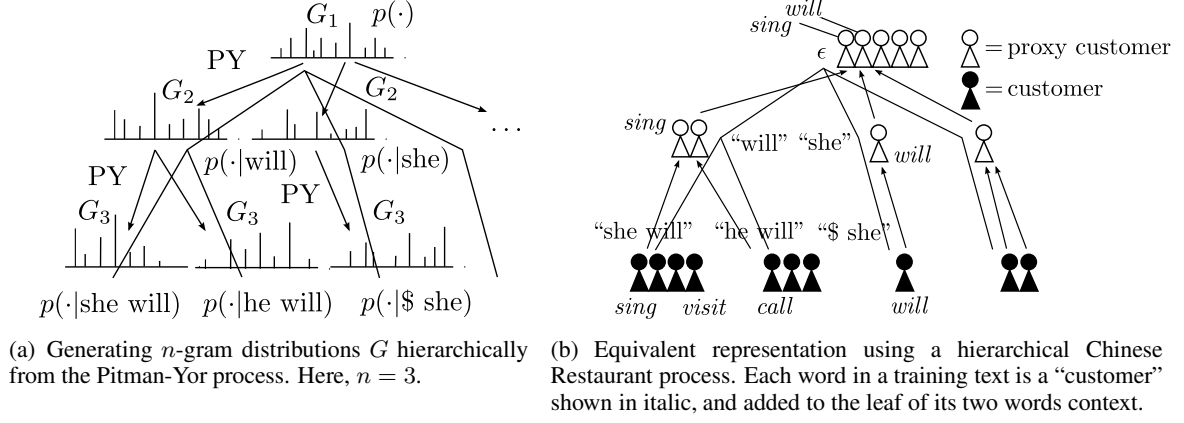 G1 p(·)
PY
G2 G2
...
p(·|will) p(·|she)
PY PY
G3 G3 G3
p(·|she will) p(·|he will) p(·|$ she)
(a) Generating n-gram distributions G hierarchically
from the Pitman-Yor process. Here, n = 3.
will
sing
ϵ
= proxy customer
= customer
sing
“will” “she”
will
“she will” “he will” “$ she”
sing visit call will
(b) Equivalent representation using a hierarchical Chinese
Restaurant process. Each word in a training text is a “customer”
shown in italic, and added to the leaf of its two words context.